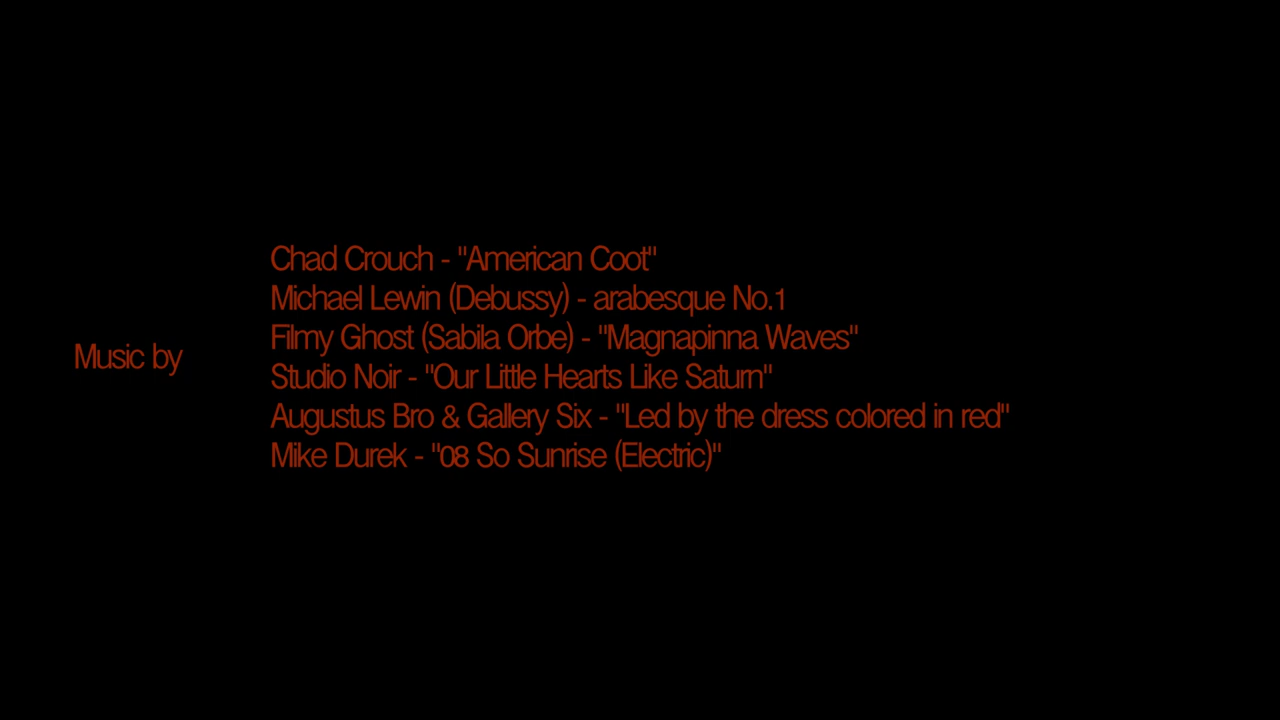 Music by
Chad Crouch - "American Coot"
Michael Lewin (Debussy) - arabesque No.1
Filmy Ghost (Sabila Orbe) - "Magnapinna Waves"
Studio Noir - "Our Little Hearts Like Saturn"
Augustus Bro & Gallery Six - "Led by the dress colored in red"
Mike Durek - "08 So Sunrise (Electric)"